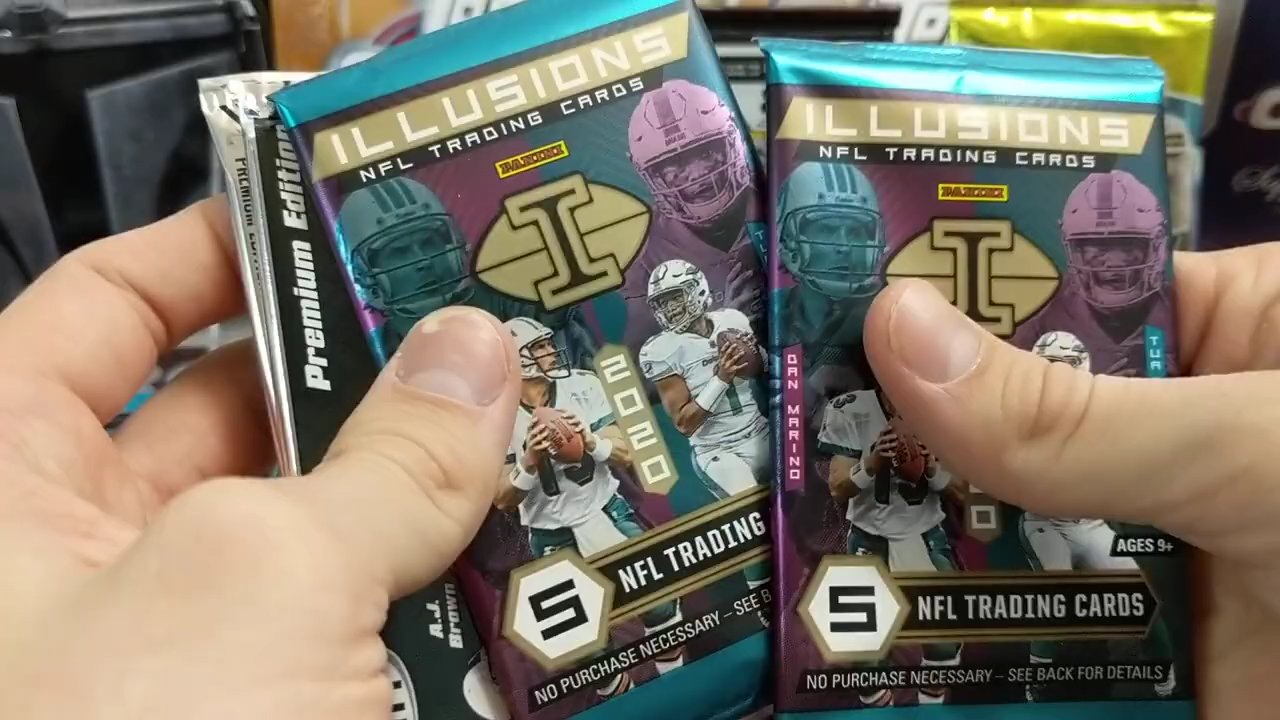 PREMIUM
Premium Edition
A.J.
Brown
ILLUSIONS
NFL TRADING CARDS
PANINI
I
2020
5
NFL TRADING
NO PURCHASE NECESSARY – SEE B
ILLUSIONS
NFL TRADING CARDS
PANINI
I
DAN MARINO
TUA
AGES 9+
5
NFL TRADING CARDS
NO PURCHASE NECESSARY – SEE BACK FOR DETAILS